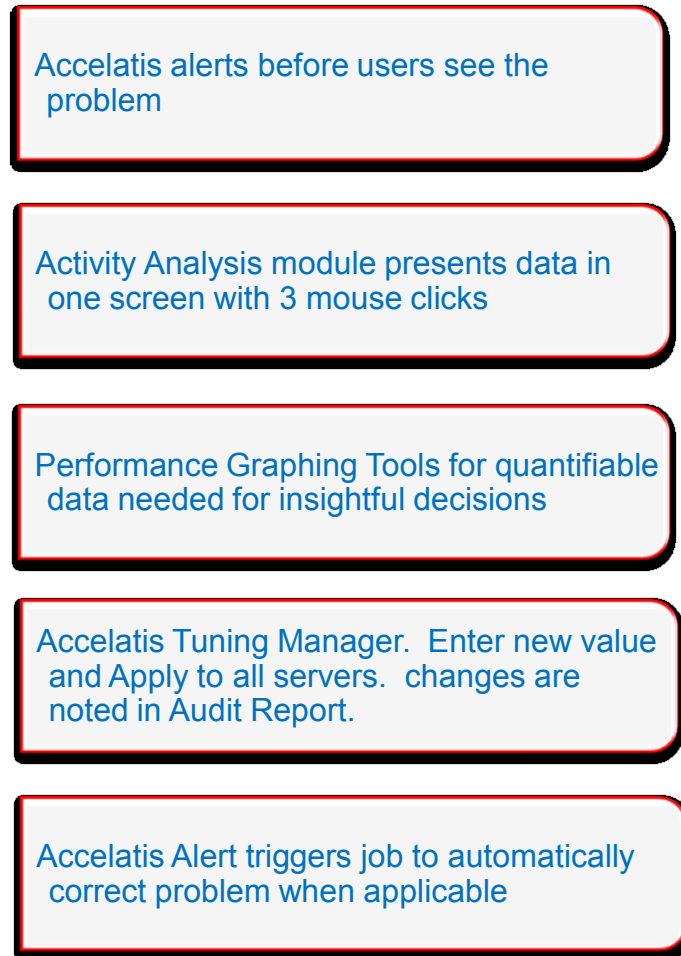 Accelatis alerts before users see the
problem
Activity Analysis module presents data in
one screen with 3 mouse clicks
Performance Graphing Tools for quantifiable
data needed for insightful decisions
Accelatis Tuning Manager.  Enter new value
and Apply to all servers.  changes are
noted in Audit Report.
Accelatis Alert triggers job to automatically
correct problem when applicable